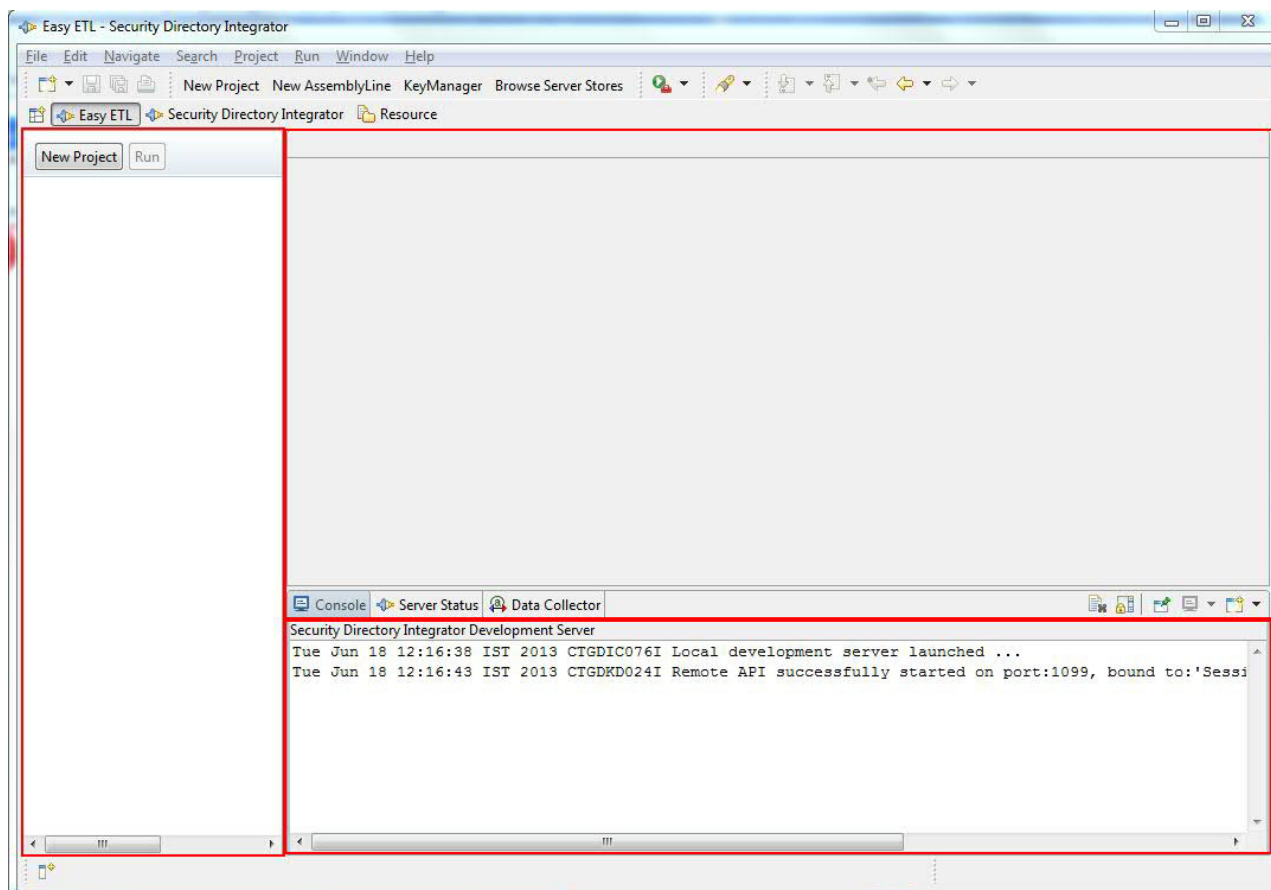 Easy ETL - Security Directory Integrator
File Edit Navigate Search Project Run Window Help
New Project New AssemblyLine KeyManager Browse Server Stores
Easy ETL Security Directory Integrator Resource
New Project Run
Console Server Status Data Collector
Security Directory Integrator Development Server
Tue Jun 18 12:16:38 IST 2013 CTGDIC076I Local development server launched ...
Tue Jun 18 12:16:43 IST 2013 CTGDKD024I Remote API successfully started on port:1099, bound to:'Sessi